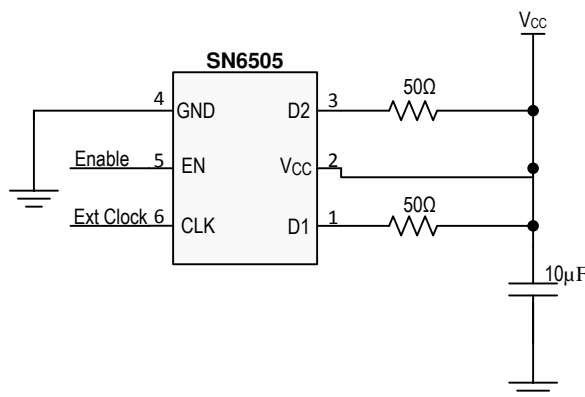 VCC
SN6505
50Ω
4 GND D2 3
Enable 5 EN VCC 2
Ext Clock 6 CLK D1 1
50Ω
10μF